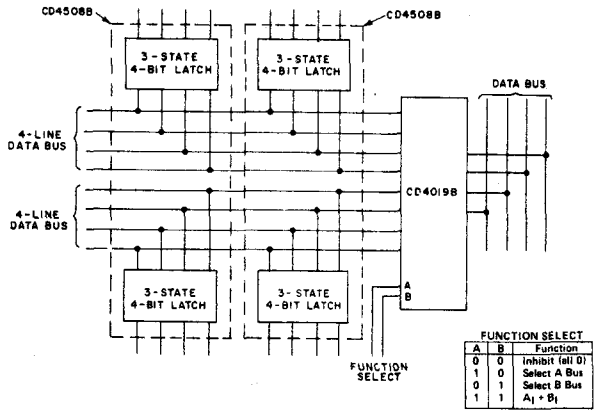 CD4508B
CD4508B
3-STATE
4-BIT LATCH
3-STATE
4-BIT LATCH
DATA BUS
4-LINE
DATA BUS
CD4019B
4-LINE
DATA BUS
3-STATE
4-BIT LATCH
3-STATE
4-BIT LATCH
A
B
FUNCTION
SELECT
FUNCTION SELECT
A B Function
0 0 Inhibit (all 0)
1 0 Select A Bus
0 1 Select B Bus
1 1 A1 + B1